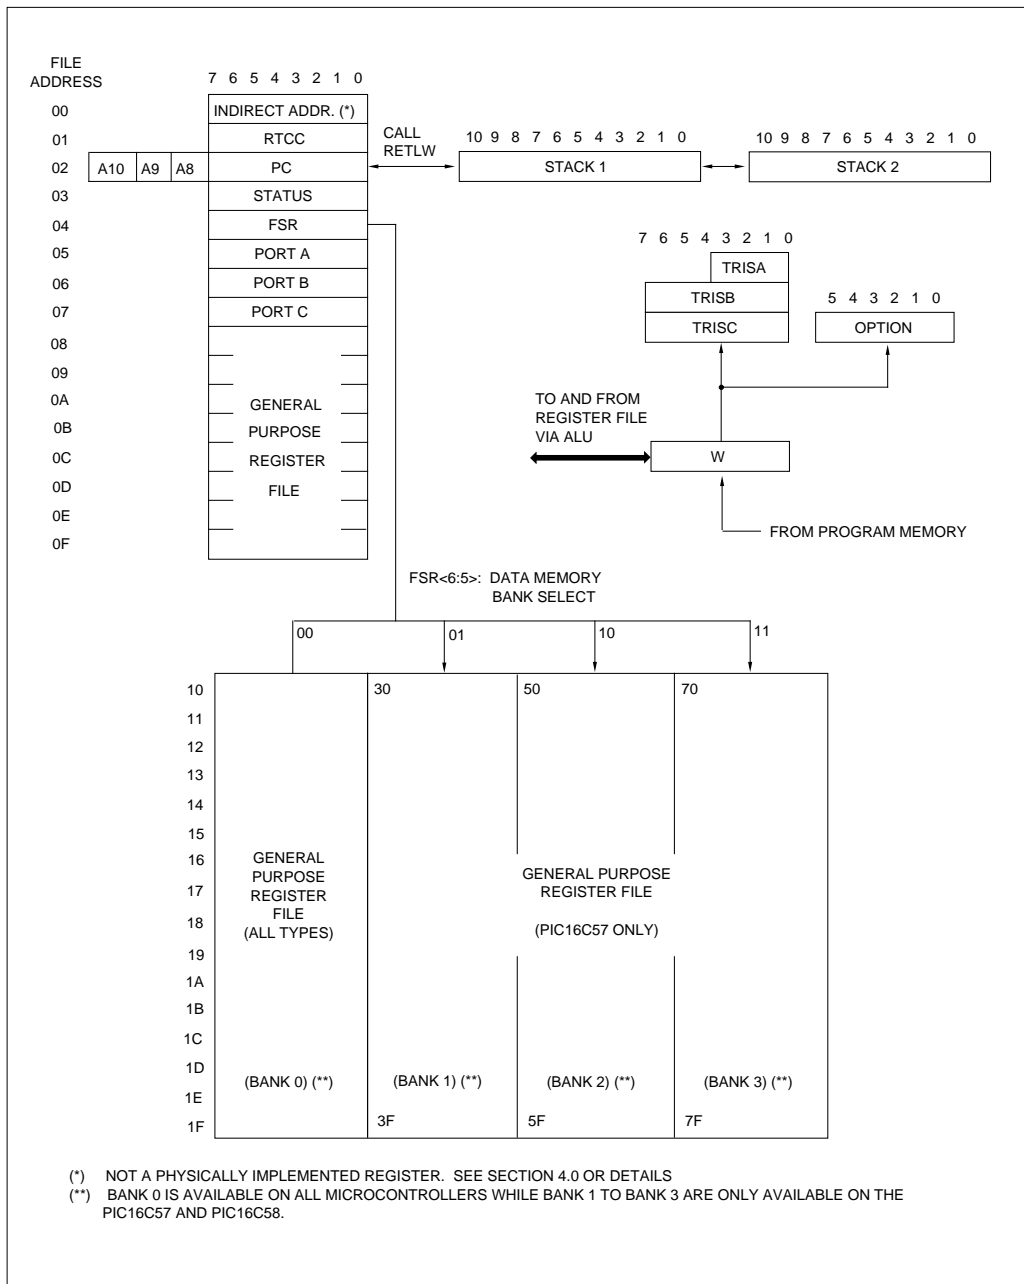 FILE
ADDRESS
7 6 5 4 3 2 1 0
00 INDIRECT ADDR. (*)
01 RTCC
CALL
RETLW
10 9 8 7 6 5 4 3 2 1 0
10 9 8 7 6 5 4 3 2 1 0
02 A10 A9 A8 PC STACK 1 STACK 2
03 STATUS
04 FSR
05 PORT A
06 PORT B
07 PORT C
08
09
0A
0B
0C
0D
0E
0F
GENERAL
PURPOSE
REGISTER
FILE
7 6 5 4 3 2 1 0
TRISA
TRISB
TRISC
5 4 3 2 1 0
OPTION
TO AND FROM
REGISTER FILE
VIA ALU
W
FROM PROGRAM MEMORY
FSR<6:5>: DATA MEMORY
BANK SELECT
00 01 10 11
10 30 50 70
11
12
13
14
15
16
17
18
19
1A
1B
1C
1D
1E
1F
GENERAL
PURPOSE
REGISTER
FILE
(ALL TYPES)
GENERAL PURPOSE
REGISTER FILE
(PIC16C57 ONLY)
(BANK 0) (**) (BANK 1) (**) (BANK 2) (**) (BANK 3) (**)
3F 5F 7F
(*) NOT A PHYSICALLY IMPLEMENTED REGISTER. SEE SECTION 4.0 OR DETAILS
(**) BANK 0 IS AVAILABLE ON ALL MICROCONTROLLERS WHILE BANK 1 TO BANK 3 ARE ONLY AVAILABLE ON THE
PIC16C57 AND PIC16C58.